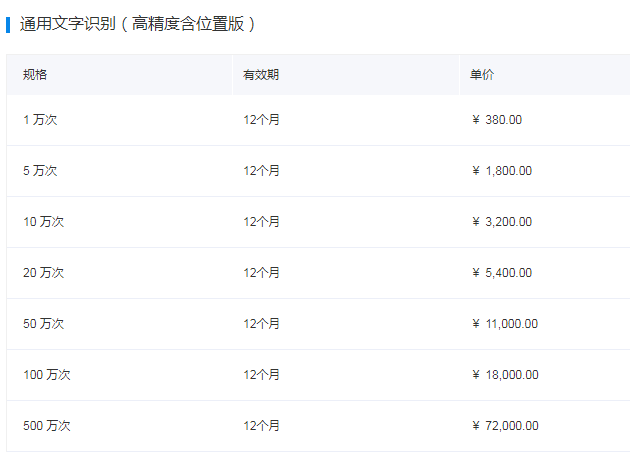 通用文字识别（高精度含位置版）
规格 有效期 单价
1 万次 12个月 ¥ 380.00
5 万次 12个月 ¥ 1,800.00
10 万次 12个月 ¥ 3,200.00
20 万次 12个月 ¥ 5,400.00
50 万次 12个月 ¥ 11,000.00
100 万次 12个月 ¥ 18,000.00
500 万次 12个月 ¥ 72,000.00